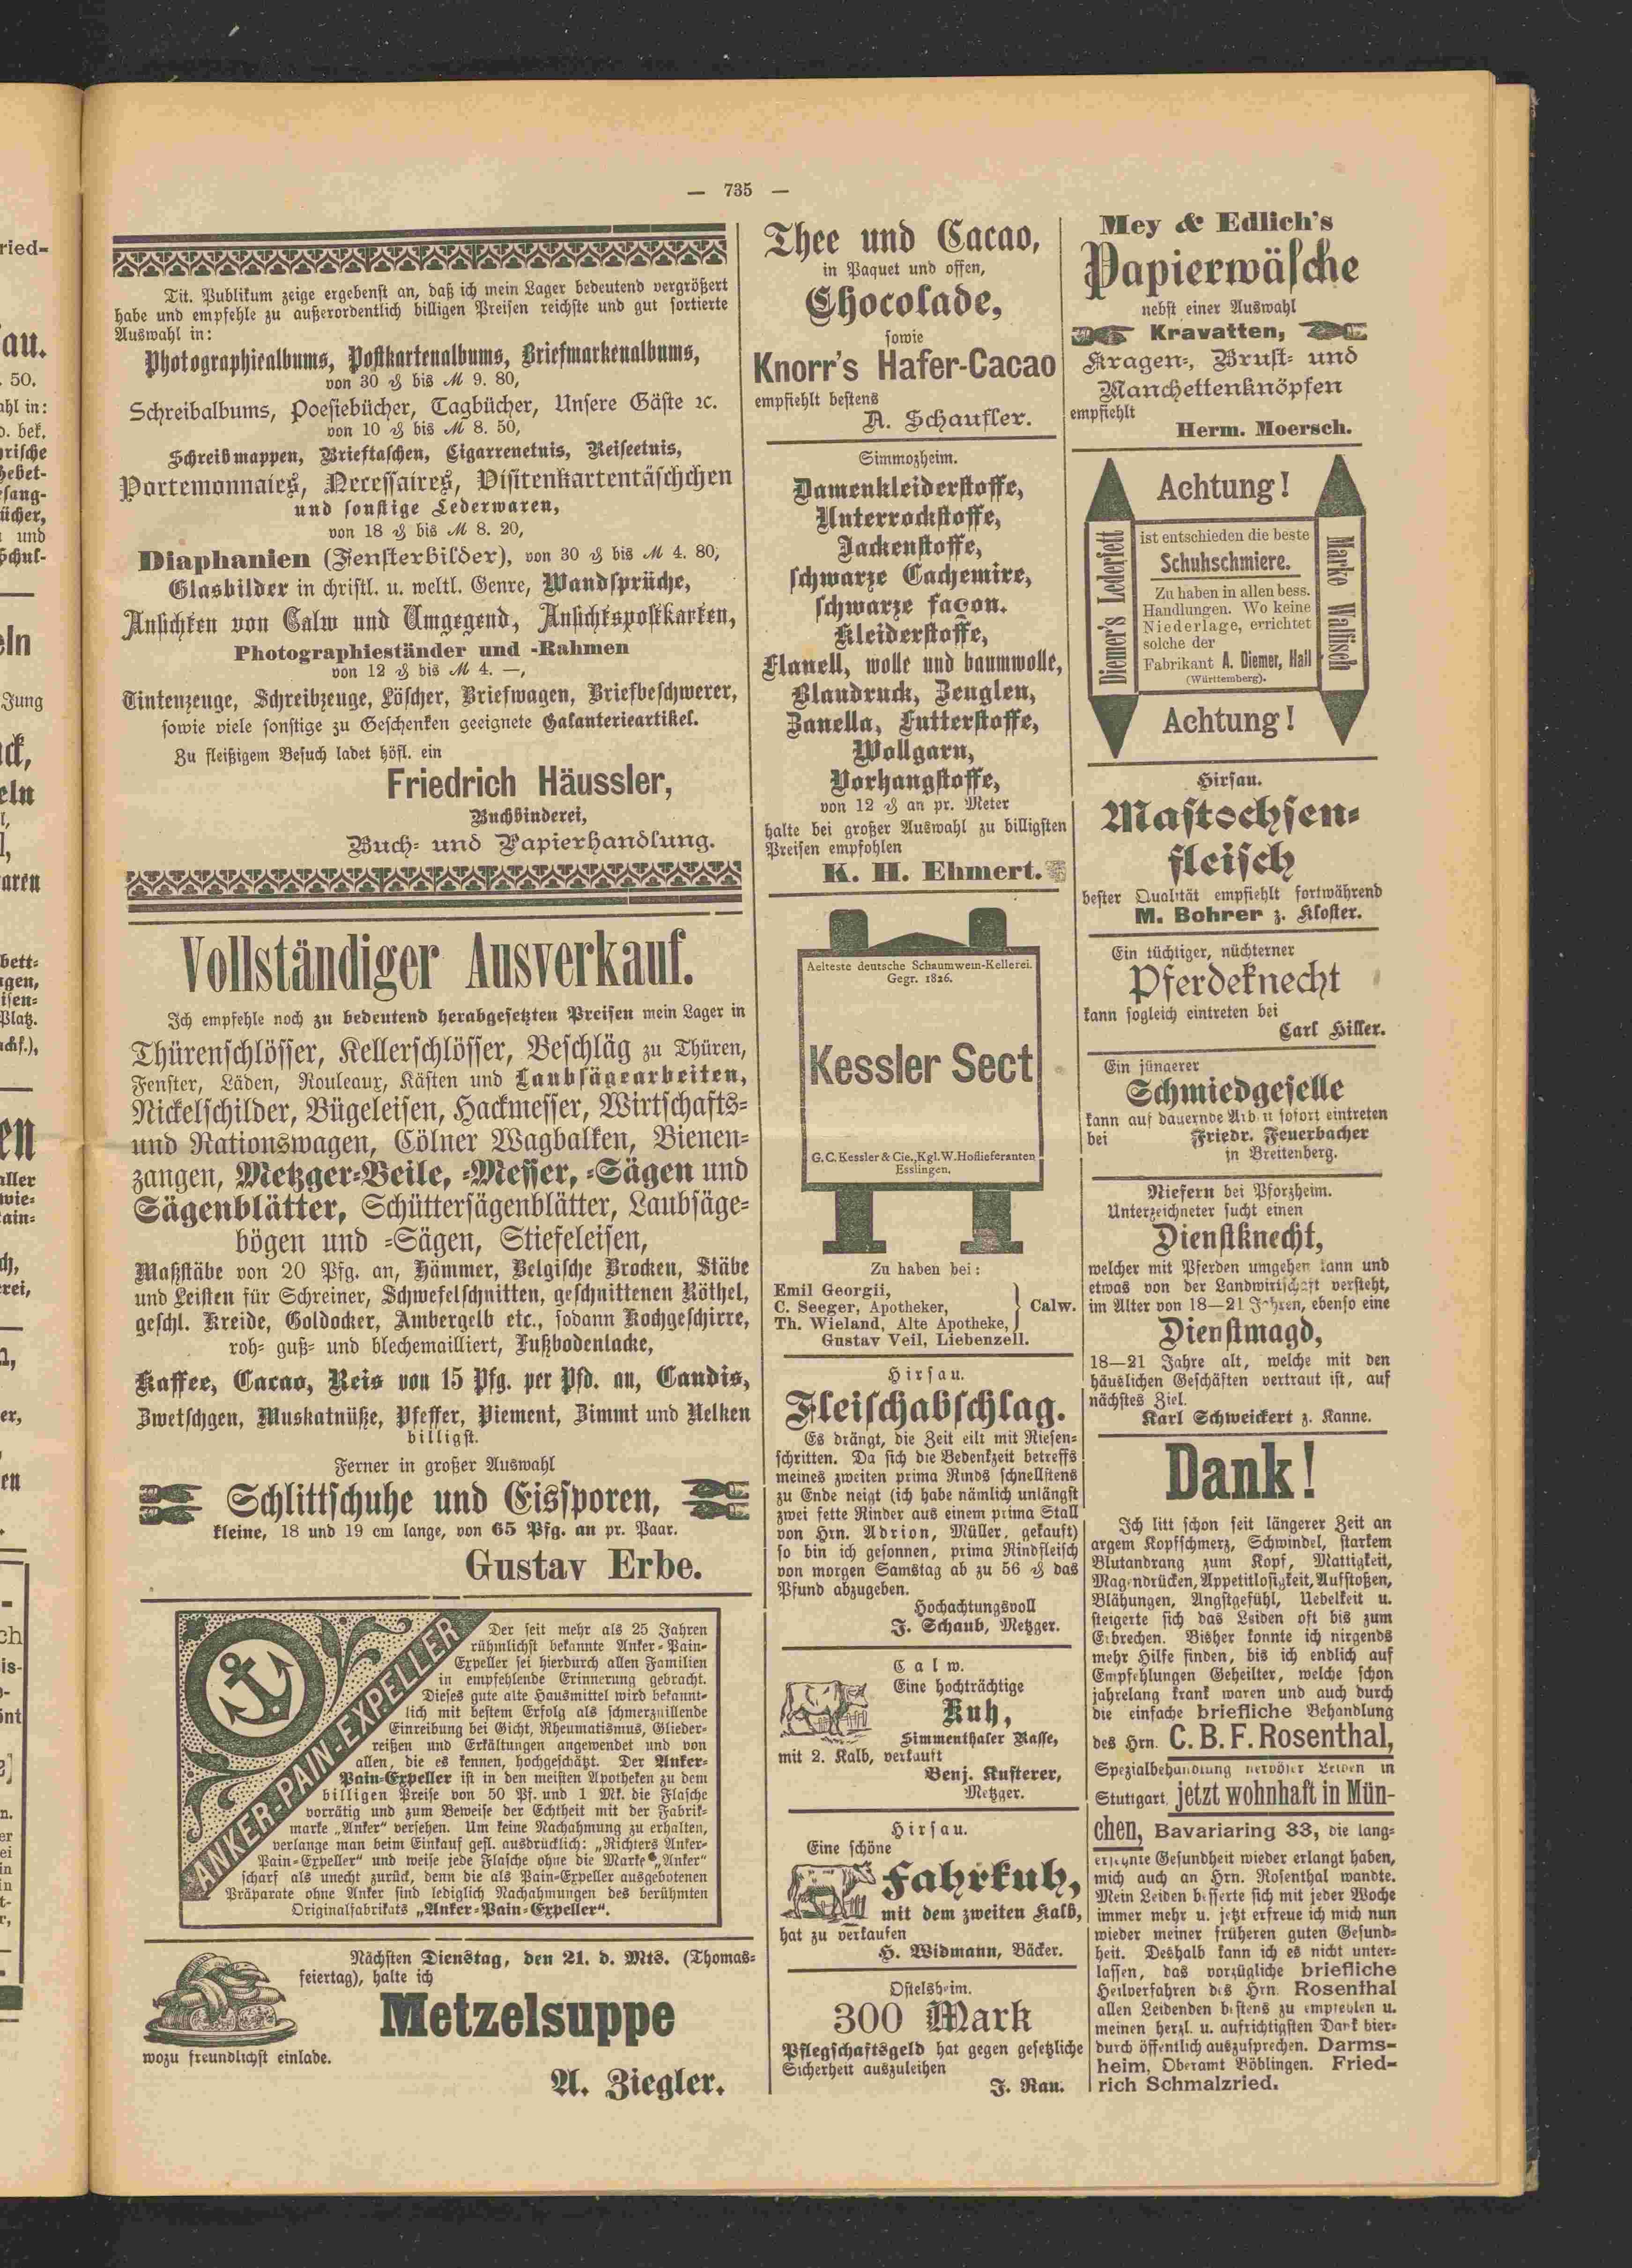 — 735 —
Tit. Publikum zeige ergebenst an, daß ich mein Lager bedeutend vergrößert
habe und empfehle zu außerordentlich billigen Preisen reichste und gut sortierte
Auswahl in:
Photographiealbums, Postkartenalbums, Briefmarkenalbums,
von 30 ₰ bis ℳ 9. 80,
Schreibalbums, Poesiebücher, Tagbücher, Unsere Gäste ꝛc.
von 10 ₰ bis ℳ 8. 50,
Schreibmappen, Brieftaschen, Cigarrenetuis, Reiseetuis,
Portemonnaies, Necessaires, Visitenkartentäschchen
und sonstige Lederwaren,
von 18 ₰ bis ℳ 8. 20,
Diaphanien (Fensterbilder), von 30 ₰ bis ℳ 4. 80,
Glasbilder in christl. u. weltl. Genre, Wandsprüche,
Ansichten von Calw und Umgegend, Ansichtspostkarten,
Photographieständer und -Rahmen
von 12 ₰ bis ℳ 4. —,
Tintenzeuge, Schreibzeuge, Löscher, Briefwagen, Briefbeschwerer,
sowie viele sonstige zu Geschenken geeignete Galanterieartikel.
Zu fleißigem Besuch ladet höfl. ein
Friedrich Häussler,
Buchbinderei,
Buch- und Papierhandlung.
Vollständiger Ausverkauf.
Ich empfehle noch zu bedeutend herabgesetzten Preisen mein Lager in
Thürenschlösser, Kellerschlösser, Beschläg zu Thüren,
Fenster, Läden, Rouleaux, Kästen und Laubsägearbeiten,
Nickelschilder, Bügeleisen, Hackmesser, Wirtschafts-
und Rationswagen, Cölner Wagbalken, Bienen-
zangen, Metzger-Beile, -Messer, -Sägen und
Sägenblätter, Schüttersägenblätter, Laubsäge-
bögen und -Sägen, Stiefeleisen,
Maßstäbe von 20 Pfg. an, Hämmer, Belgische Brocken, Stäbe
und Leisten für Schreiner, Schwefelschnitten, geschnittenen Röthel,
geschl. Kreide, Goldocker, Ambergelb etc., sodann Kochgeschirre,
roh- guß- und blechemailliert, Fußbodenlacke,
Kaffee, Cacao, Reis von 15 Pfg. per Pfd. an, Candis,
Zwetschgen, Muskatnüße, Pfeffer, Piement, Zimmt und Nelken
billigst.
Ferner in großer Auswahl
Schlittschuhe und Eissporen,
kleine, 18 und 19 cm lange, von 65 Pfg. an pr. Paar.
Gustav Erbe.
ANKER-PAIN-EXPELLER
Der seit mehr als 25 Jahren
rühmlichst bekannte Anker-Pain-
Expeller sei hierdurch allen Familien
in empfehlende Erinnerung gebracht.
Dieses gute alte Hausmittel wird bekannt-
lich mit bestem Erfolg als schmerzstillende
Einreibung bei Gicht, Rheumatismus, Glieder-
reißen und Erkältungen angewendet und von
allen, die es kennen, hochgeschätzt. Der Anker-
Pain-Expeller ist in den meisten Apotheken zu dem
billigen Preise von 50 Pf. und 1 Mk. die Flasche
vorrätig und zum Beweise der Echtheit mit der Fabrik-
marke „Anker“ versehen. Um keine Nachahmung zu erhalten,
verlange man beim Einkauf gefl. ausdrücklich: „Richters Anker-
Pain-Expeller“ und weise jede Flasche ohne die Marke „Anker“
scharf als unecht zurück, denn die als Pain-Expeller ausgebotenen
Präparate ohne Anker sind lediglich Nachahmungen des berühmten
Originalfabrikats „Anker-Pain-Expeller“.
Nächsten Dienstag, den 21. d. Mts. (Thomas-
feiertag), halte ich
Metzelsuppe
wozu freundlichst einlade.
A. Ziegler.
Thee und Cacao,
in Paquet und offen,
Chocolade,
sowie
Knorr's Hafer-Cacao
empfiehlt bestens
A. Schaufler.
Simmozheim.
Damenkleiderstoffe,
Unterrockstoffe,
Jackenstoffe,
schwarze Cachemire,
schwarze façon.
Kleiderstoffe,
Flanell, wolle und baumwolle,
Blaudruck, Zeuglen,
Zanella, Futterstoffe,
Wollgarn,
Vorhangstoffe,
von 12 ₰ an pr. Meter
halte bei großer Auswahl zu billigsten
Preisen empfohlen
K. H. Ehmert.
Aelteste deutsche Schaumwein-Kellerei.
Gegr. 1826.
Kessler Sect
G. C. Kessler & Cie., Kgl. W. Hoflieferanten
Esslingen.
Zu haben bei:
Emil Georgii,
C. Seeger, Apotheker,
Th. Wieland, Alte Apotheke,
} Calw.
Gustav Veil, Liebenzell.
Hirsau.
Fleischabschlag.
Es drängt, die Zeit eilt mit Riesen-
schritten. Da sich die Bedenkzeit betreffs
meines zweiten prima Rinds schnellstens
zu Ende neigt (ich habe nämlich unlängst
zwei fette Rinder aus einem prima Stall
von Hrn. Adrion, Müller, gekauft)
so bin ich gesonnen, prima Rindfleisch
von morgen Samstag ab zu 56 ₰ das
Pfund abzugeben.
Hochachtungsvoll
J. Schaub, Metzger.
Calw.
Eine hochträchtige
Kuh,
Simmenthaler Rasse,
mit 2. Kalb, verkauft
Benj. Kusterer,
Metzger.
Hirsau.
Eine schöne
Fahrkuh,
mit dem zweiten Kalb,
hat zu verkaufen
H. Widmann, Bäcker.
Ostelsheim.
300 Mark
Pflegschaftsgeld hat gegen gesetzliche
Sicherheit auszuleihen
J. Rau.
Mey & Edlich's
Papierwäsche
nebst einer Auswahl
Kravatten,
Kragen-, Brust- und
Manchettenknöpfen
empfiehlt
Herm. Moersch.
Achtung!
Diemer's Lederfett
ist entschieden die beste
Schuhschmiere.
Zu haben in allen bess.
Handlungen. Wo keine
Niederlage, errichtet
solche der
Fabrikant A. Diemer, Hall
(Württemberg).
Marke Walfisch
Achtung!
Hirsau.
Mastochsen-
fleisch
bester Qualität empfiehlt fortwährend
M. Bohrer z. Kloster.
Ein tüchtiger, nüchterner
Pferdeknecht
kann sogleich eintreten bei
Carl Hiller.
Ein jüngerer
Schmiedgeselle
kann auf dauernde Arbeit sofort eintreten
bei Friedr. Feuerbacher
in Breitenberg.
Niefern bei Pforzheim.
Unterzeichneter sucht einen
Dienstknecht,
welcher mit Pferden umgehen kann und
etwas von der Landwirtschaft versteht,
im Alter von 18—21 Jahren, ebenso eine
Dienstmagd,
18—21 Jahre alt, welche mit den
häuslichen Geschäften vertraut ist, auf
nächstes Ziel.
Karl Schweickert z. Kanne.
Dank!
Ich litt schon seit längerer Zeit an
argem Kopfschmerz, Schwindel, starkem
Blutandrang zum Kopf, Mattigkeit,
Magendrücken, Appetitlosigkeit, Aufstoßen,
Blähungen, Angstgefühl, Uebelkeit u.
steigerte sich das Leiden oft bis zum
Erbrechen. Bisher konnte ich nirgends
mehr Hilfe finden, bis ich endlich auf
Empfehlungen Geheilter, welche schon
jahrelang krank waren und auch durch
die einfache briefliche Behandlung
des Hrn. C. B. F. Rosenthal,
Spezialbehandlung nervöser Leiden in
Stuttgart, jetzt wohnhaft in Mün-
chen, Bavariaring 33, die lang-
ersehnte Gesundheit wieder erlangt haben,
mich auch an Hrn. Rosenthal wandte.
Mein Leiden besserte sich mit jeder Woche
immer mehr u. jetzt erfreue ich mich nun
wieder meiner früheren guten Gesund-
heit. Deshalb kann ich es nicht unter-
lassen, das vorzügliche briefliche
Heilverfahren des Hrn. Rosenthal
allen Leidenden bestens zu empfehlen u.
meinen herzl. u. aufrichtigsten Dank hier-
durch öffentlich auszusprechen. Darms-
heim, Oberamt Böblingen. Fried-
rich Schmalzried.